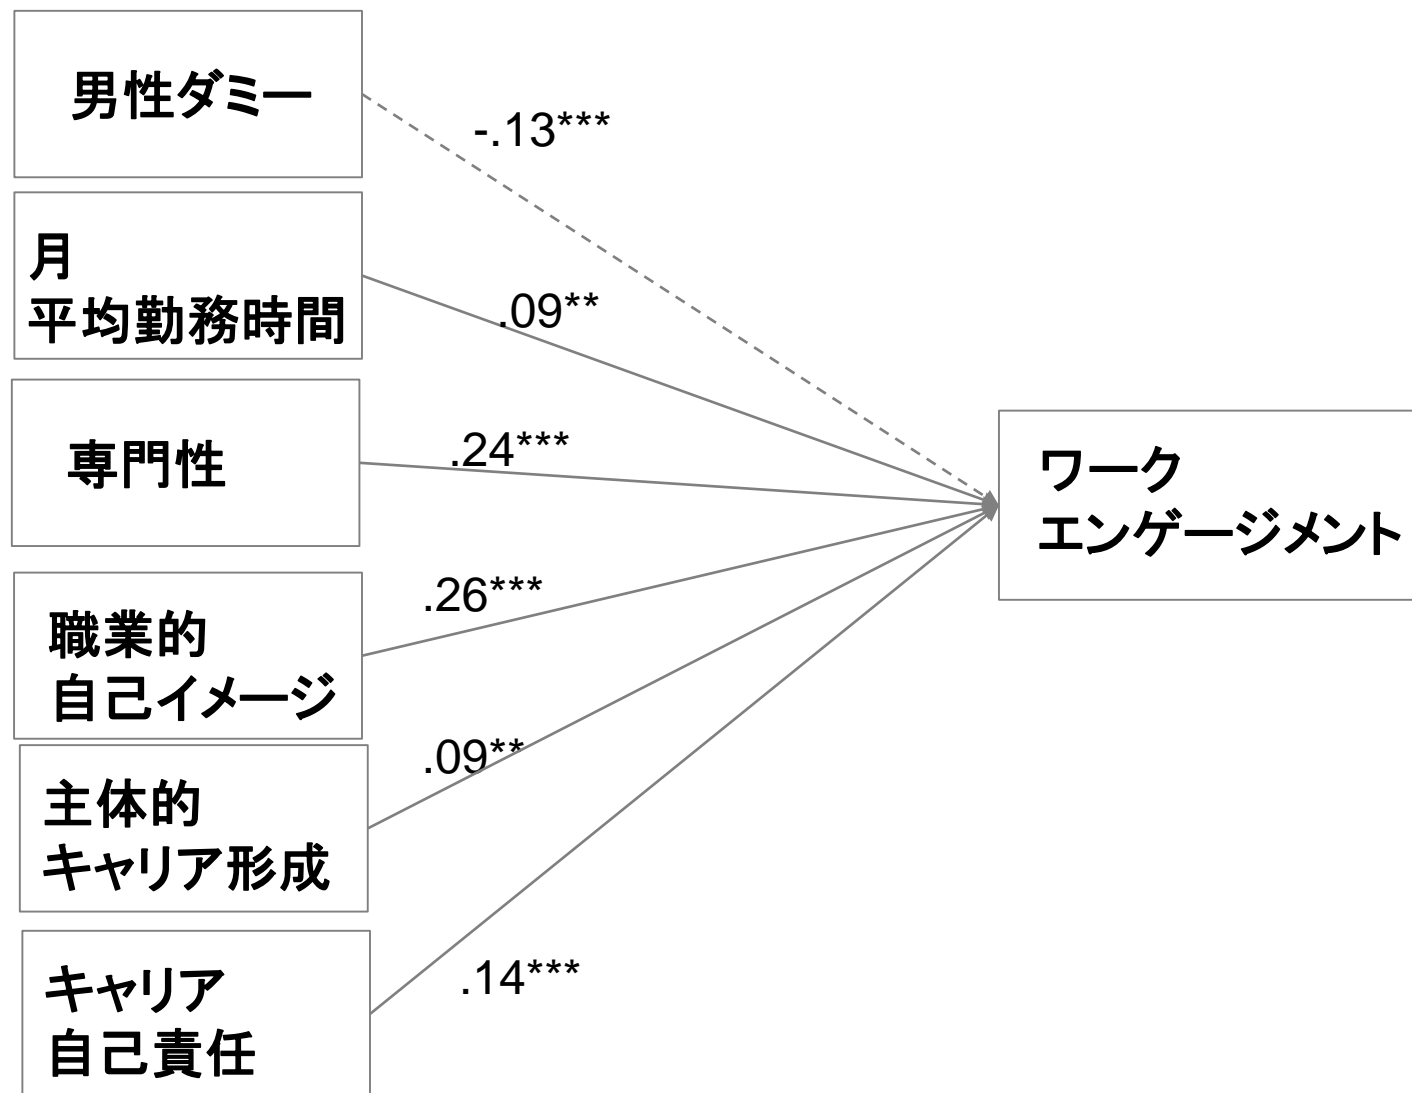 男性ダミー
-.13***
月
平均勤務時間
.09**
専門性
.24***
ワーク
エンゲージメント
職業的
自己イメージ
.26***
主体的
キャリア形成
.09**
キャリア
自己責任
.14***